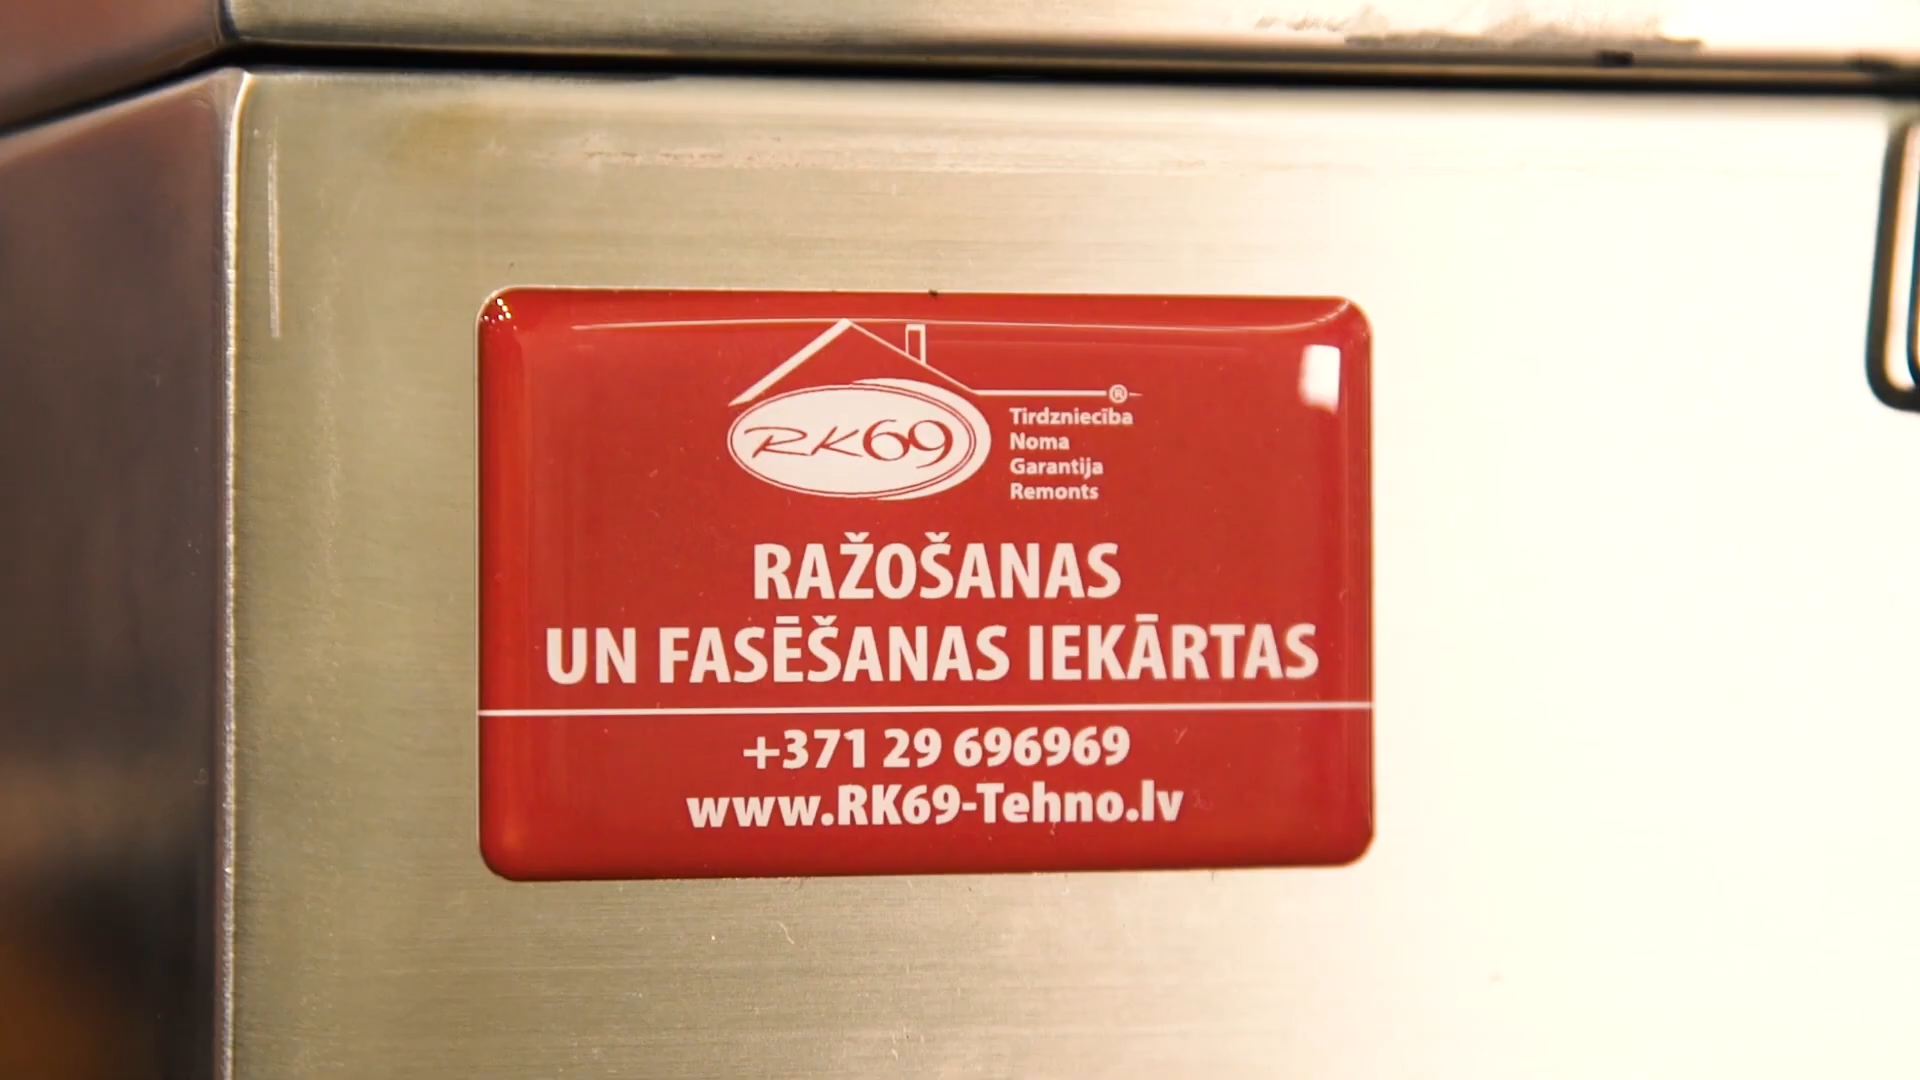 RK69 ®
Tirdzniecība
Noma
Garantija
Remonts
RAŽOŠANAS
UN FASĒŠANAS IEKĀRTAS
+371 29 696969
www.RK69-Tehno.lv